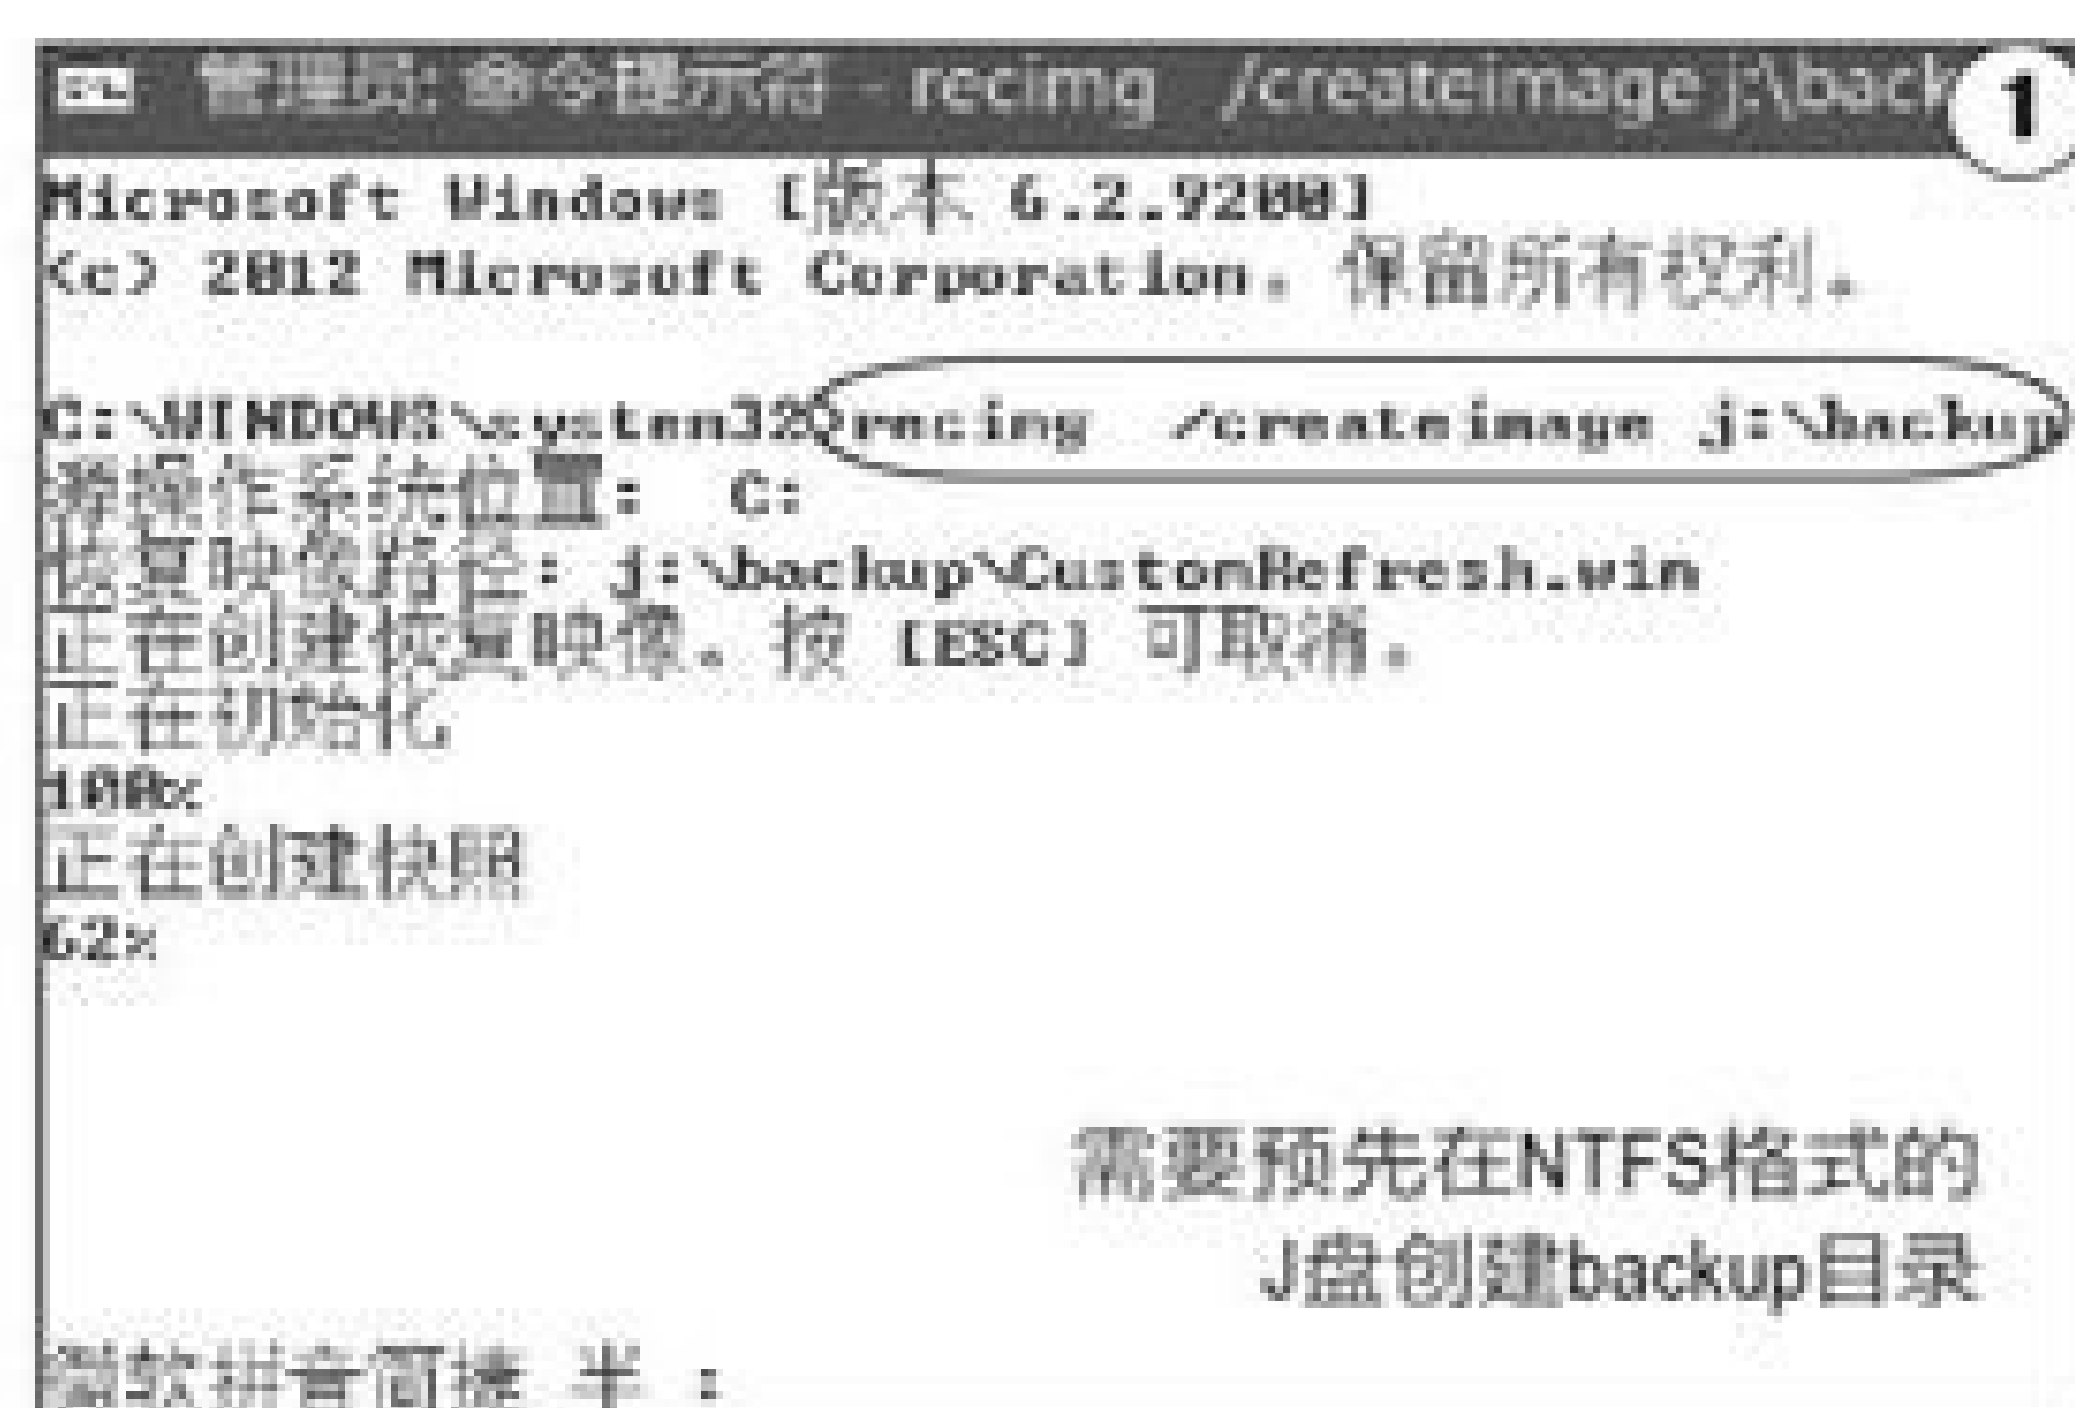 管理员: 命令提示符 - recimg  /createimage j:\back
1
Microsoft Windows [版本 6.2.9200]
(c) 2012 Microsoft Corporation。保留所有权利。
C:\WINDOWS\system32>recimg  /createimage j:\backup
源操作系统位置:  C:
恢复映像路径: j:\backup\CustomRefresh.wim
正在创建恢复映像。按 [ESC] 可取消。
正在初始化
100%
正在创建快照
62%
需要预先在NTFS格式的
J盘创建backup目录
微软拼音简捷 半 :